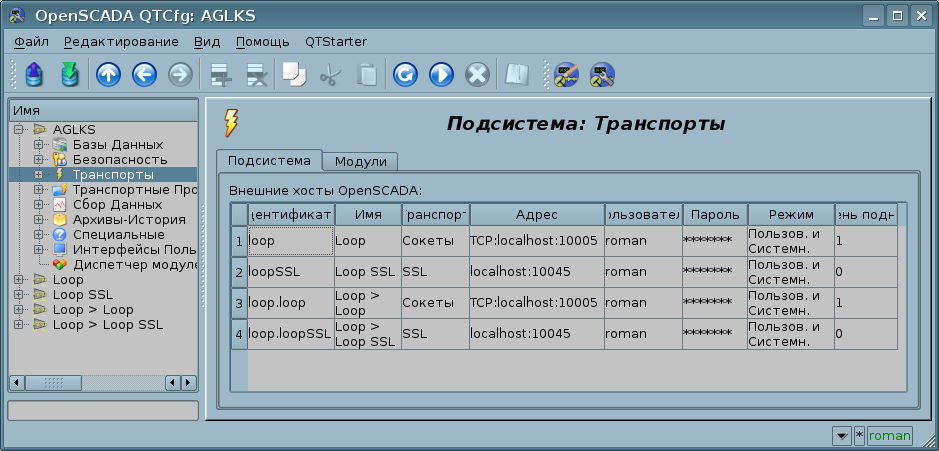 OpenSCADA QTCfg: AGLKS
Файл Редактирование Вид Помощь QTStarter
Имя
AGLKS
Базы Данных
Безопасность
Транспорты
Транспортные Про
Сбор Данных
Архивы-История
Специальные
Интерфейсы Поль
Диспетчер модуле
Loop
Loop SSL
Loop > Loop
Loop > Loop SSL
Подсистема: Транспорты
Подсистема Модули
Внешние хосты OpenSCADA:
дентификат Имя Транспорт Адрес ользовател Пароль Режим ень подн
1 loop Loop Сокеты TCP:localhost:10005 roman ******* Пользов. и Системн. 1
2 loopSSL Loop SSL SSL localhost:10045 roman ******* Пользов. и Системн. 0
3 loop.loop Loop > Loop Сокеты TCP:localhost:10005 roman ******* Пользов. и Системн. 1
4 loop.loopSSL Loop > Loop SSL SSL localhost:10045 roman ******* Пользов. и Системн. 0
* roman